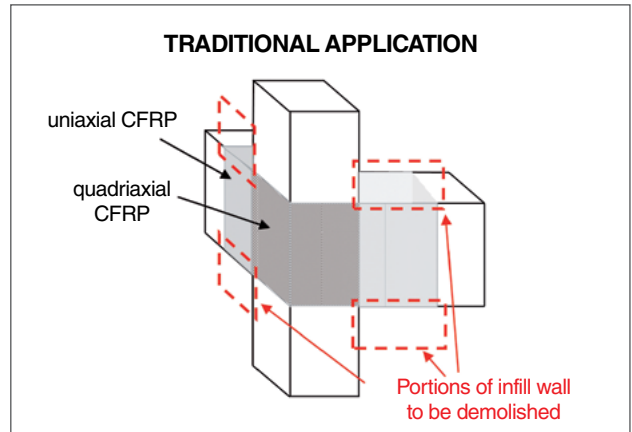 TRADITIONAL APPLICATION
uniaxial CFRP
quadriaxial
CFRP
Portions of infill wall
to be demolished